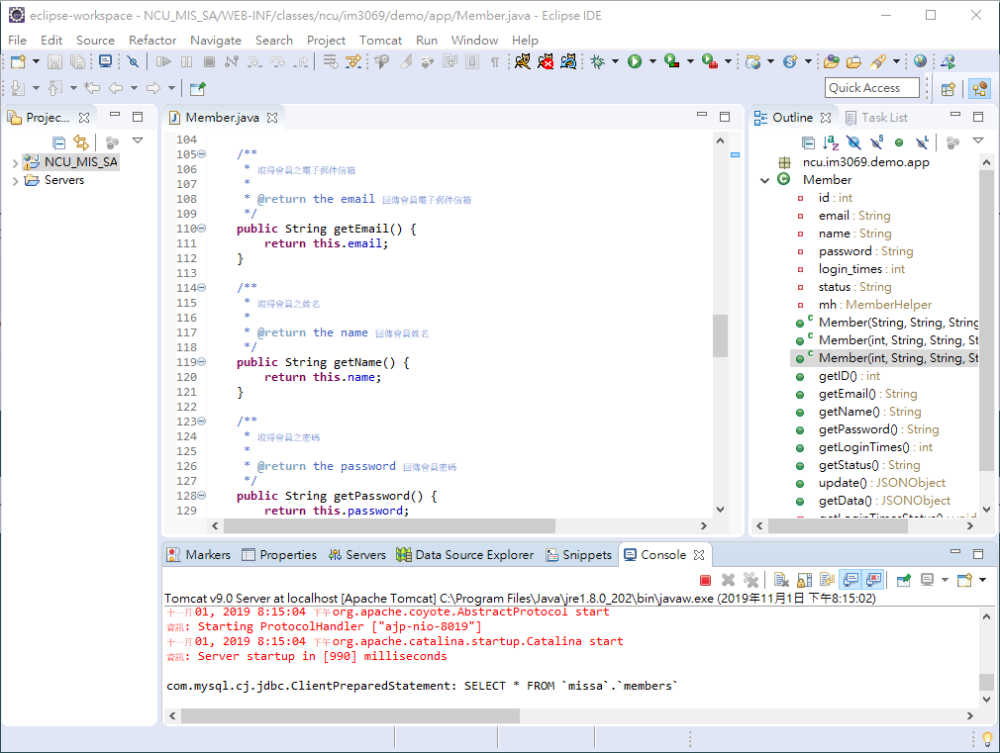 eclipse-workspace - NCU_MIS_SA/WEB-INF/classes/ncu/im3069/demo/app/Member.java - Eclipse IDE
File Edit Source Refactor Navigate Search Project Tomcat Run Window Help
Quick Access
Projec...
NCU_MIS_SA
Servers
Member.java
104
105 /**
106 * 取得會員之電子郵件信箱
107 *
108 * @return the email 回傳會員電子郵件信箱
109 */
110 public String getEmail() {
111 return this.email;
112 }
113
114 /**
115 * 取得會員之姓名
116 *
117 * @return the name 回傳會員姓名
118 */
119 public String getName() {
120 return this.name;
121 }
122
123 /**
124 * 取得會員之密碼
125 *
126 * @return the password 回傳會員密碼
127 */
128 public String getPassword() {
129 return this.password;
Outline Task List
ncu.im3069.demo.app
Member
id : int
email : String
name : String
password : String
login_times : int
status : String
mh : MemberHelper
Member(String, String, String
Member(int, String, String, St
Member(int, String, String, St
getID() : int
getEmail() : String
getName() : String
getPassword() : String
getLoginTimes() : int
getStatus() : String
update() : JSONObject
getData() : JSONObject
getLoginTimesStatus() : void
Markers Properties Servers Data Source Explorer Snippets Console
Tomcat v9.0 Server at localhost [Apache Tomcat] C:\Program Files\Java\jre1.8.0_202\bin\javaw.exe (2019年11月1日 下午8:15:02)
十一月01, 2019 8:15:04 下午org.apache.coyote.AbstractProtocol start
資訊: Starting ProtocolHandler ["ajp-nio-8019"]
十一月01, 2019 8:15:04 下午org.apache.catalina.startup.Catalina start
資訊: Server startup in [990] milliseconds
com.mysql.cj.jdbc.ClientPreparedStatement: SELECT * FROM `missa`.`members`